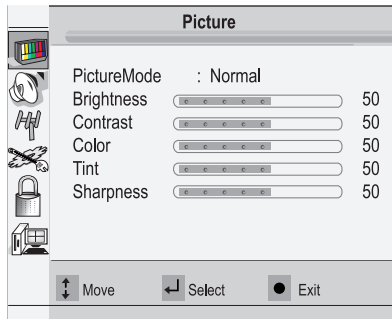 Picture
PictureMode : Normal
Brightness 50
Contrast 50
Color 50
Tint 50
Sharpness 50
Move Select Exit